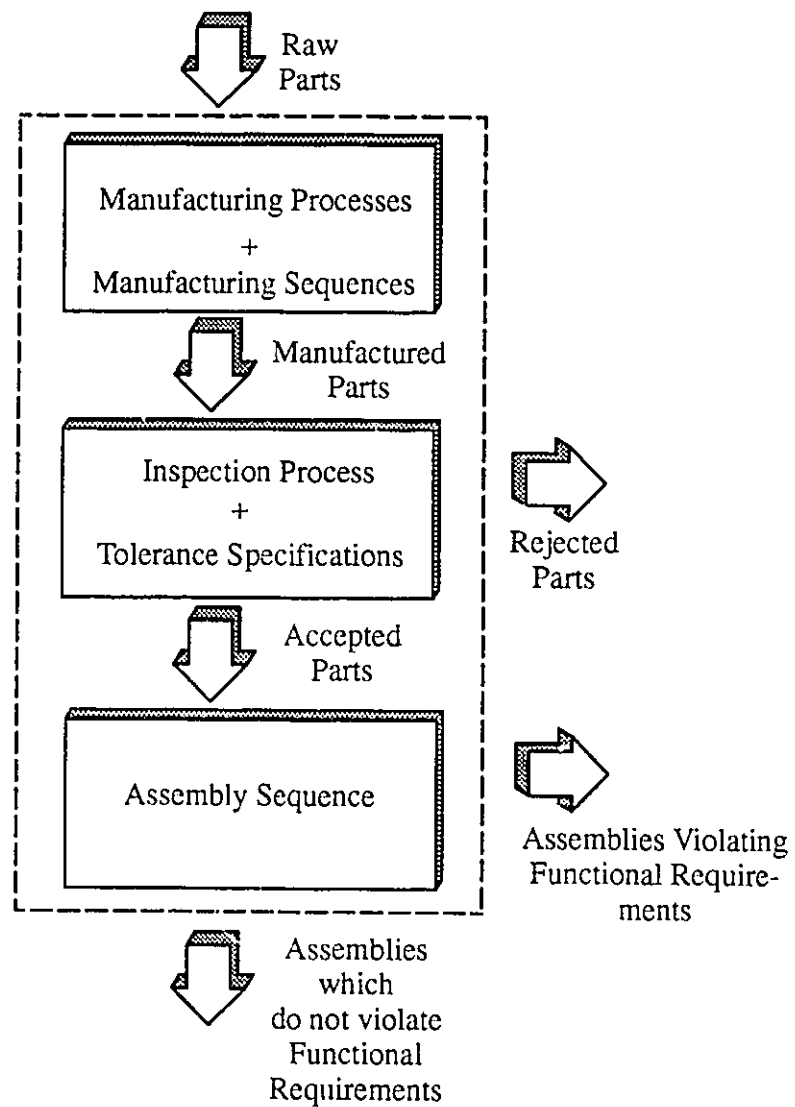 Raw
Parts
Manufacturing Processes
+
Manufacturing Sequences
Manufactured
Parts
Inspection Process
+
Tolerance Specifications
Rejected
Parts
Accepted
Parts
Assembly Sequence
Assemblies Violating
Functional Require-
ments
Assemblies
which
do not violate
Functional
Requirements